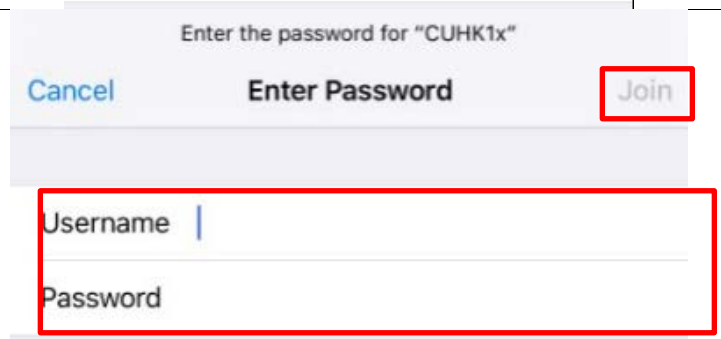 Enter the password for “CUHK1x”
Cancel Enter Password Join
Username
Password